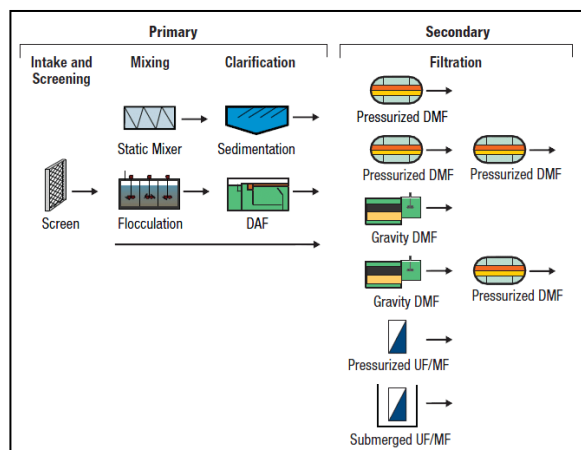 Primary
Secondary
Intake and
Screening
Mixing
Clarification
Filtration
Pressurized DMF
Static Mixer
Sedimentation
Pressurized DMF
Pressurized DMF
Screen
Flocculation
DAF
Gravity DMF
Gravity DMF
Pressurized DMF
Pressurized UF/MF
Submerged UF/MF